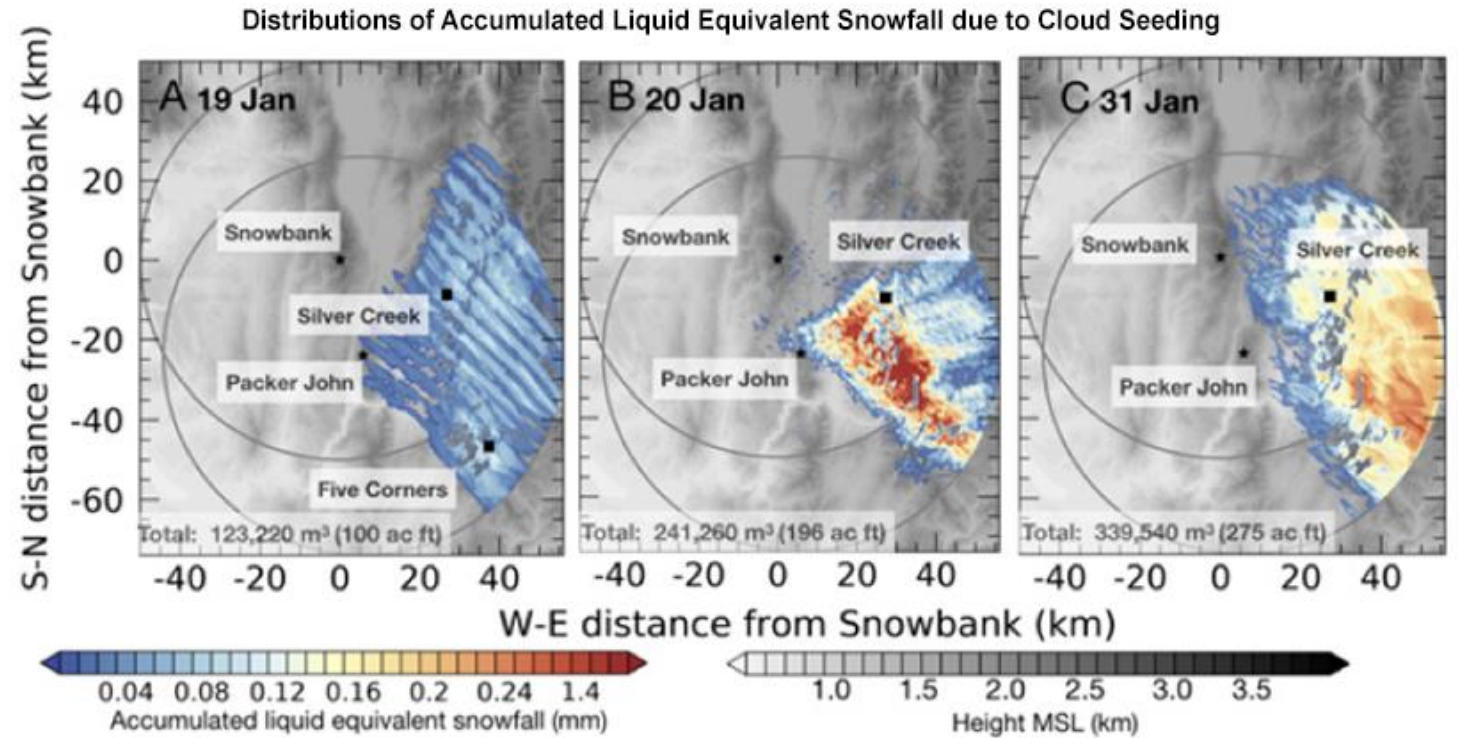 Distributions of Accumulated Liquid Equivalent Snowfall due to Cloud Seeding
S-N distance from Snowbank (km)
40
20
0
-20
-40
-60
A 19 Jan
Snowbank
Silver Creek
Packer John
Five Corners
Total: 123,220 m³ (100 ac ft)
-40 -20 0 20 40
B 20 Jan
Snowbank
Silver Creek
Packer John
Total: 241,260 m³ (196 ac ft)
-40 -20 0 20 40
C 31 Jan
Snowbank
Silver Creek
Packer John
Total: 339,540 m³ (275 ac ft)
-40 -20 0 20 40
W-E distance from Snowbank (km)
0.04 0.08 0.12 0.16 0.2 0.24 1.4
Accumulated liquid equivalent snowfall (mm)
1.0 1.5 2.0 2.5 3.0 3.5
Height MSL (km)